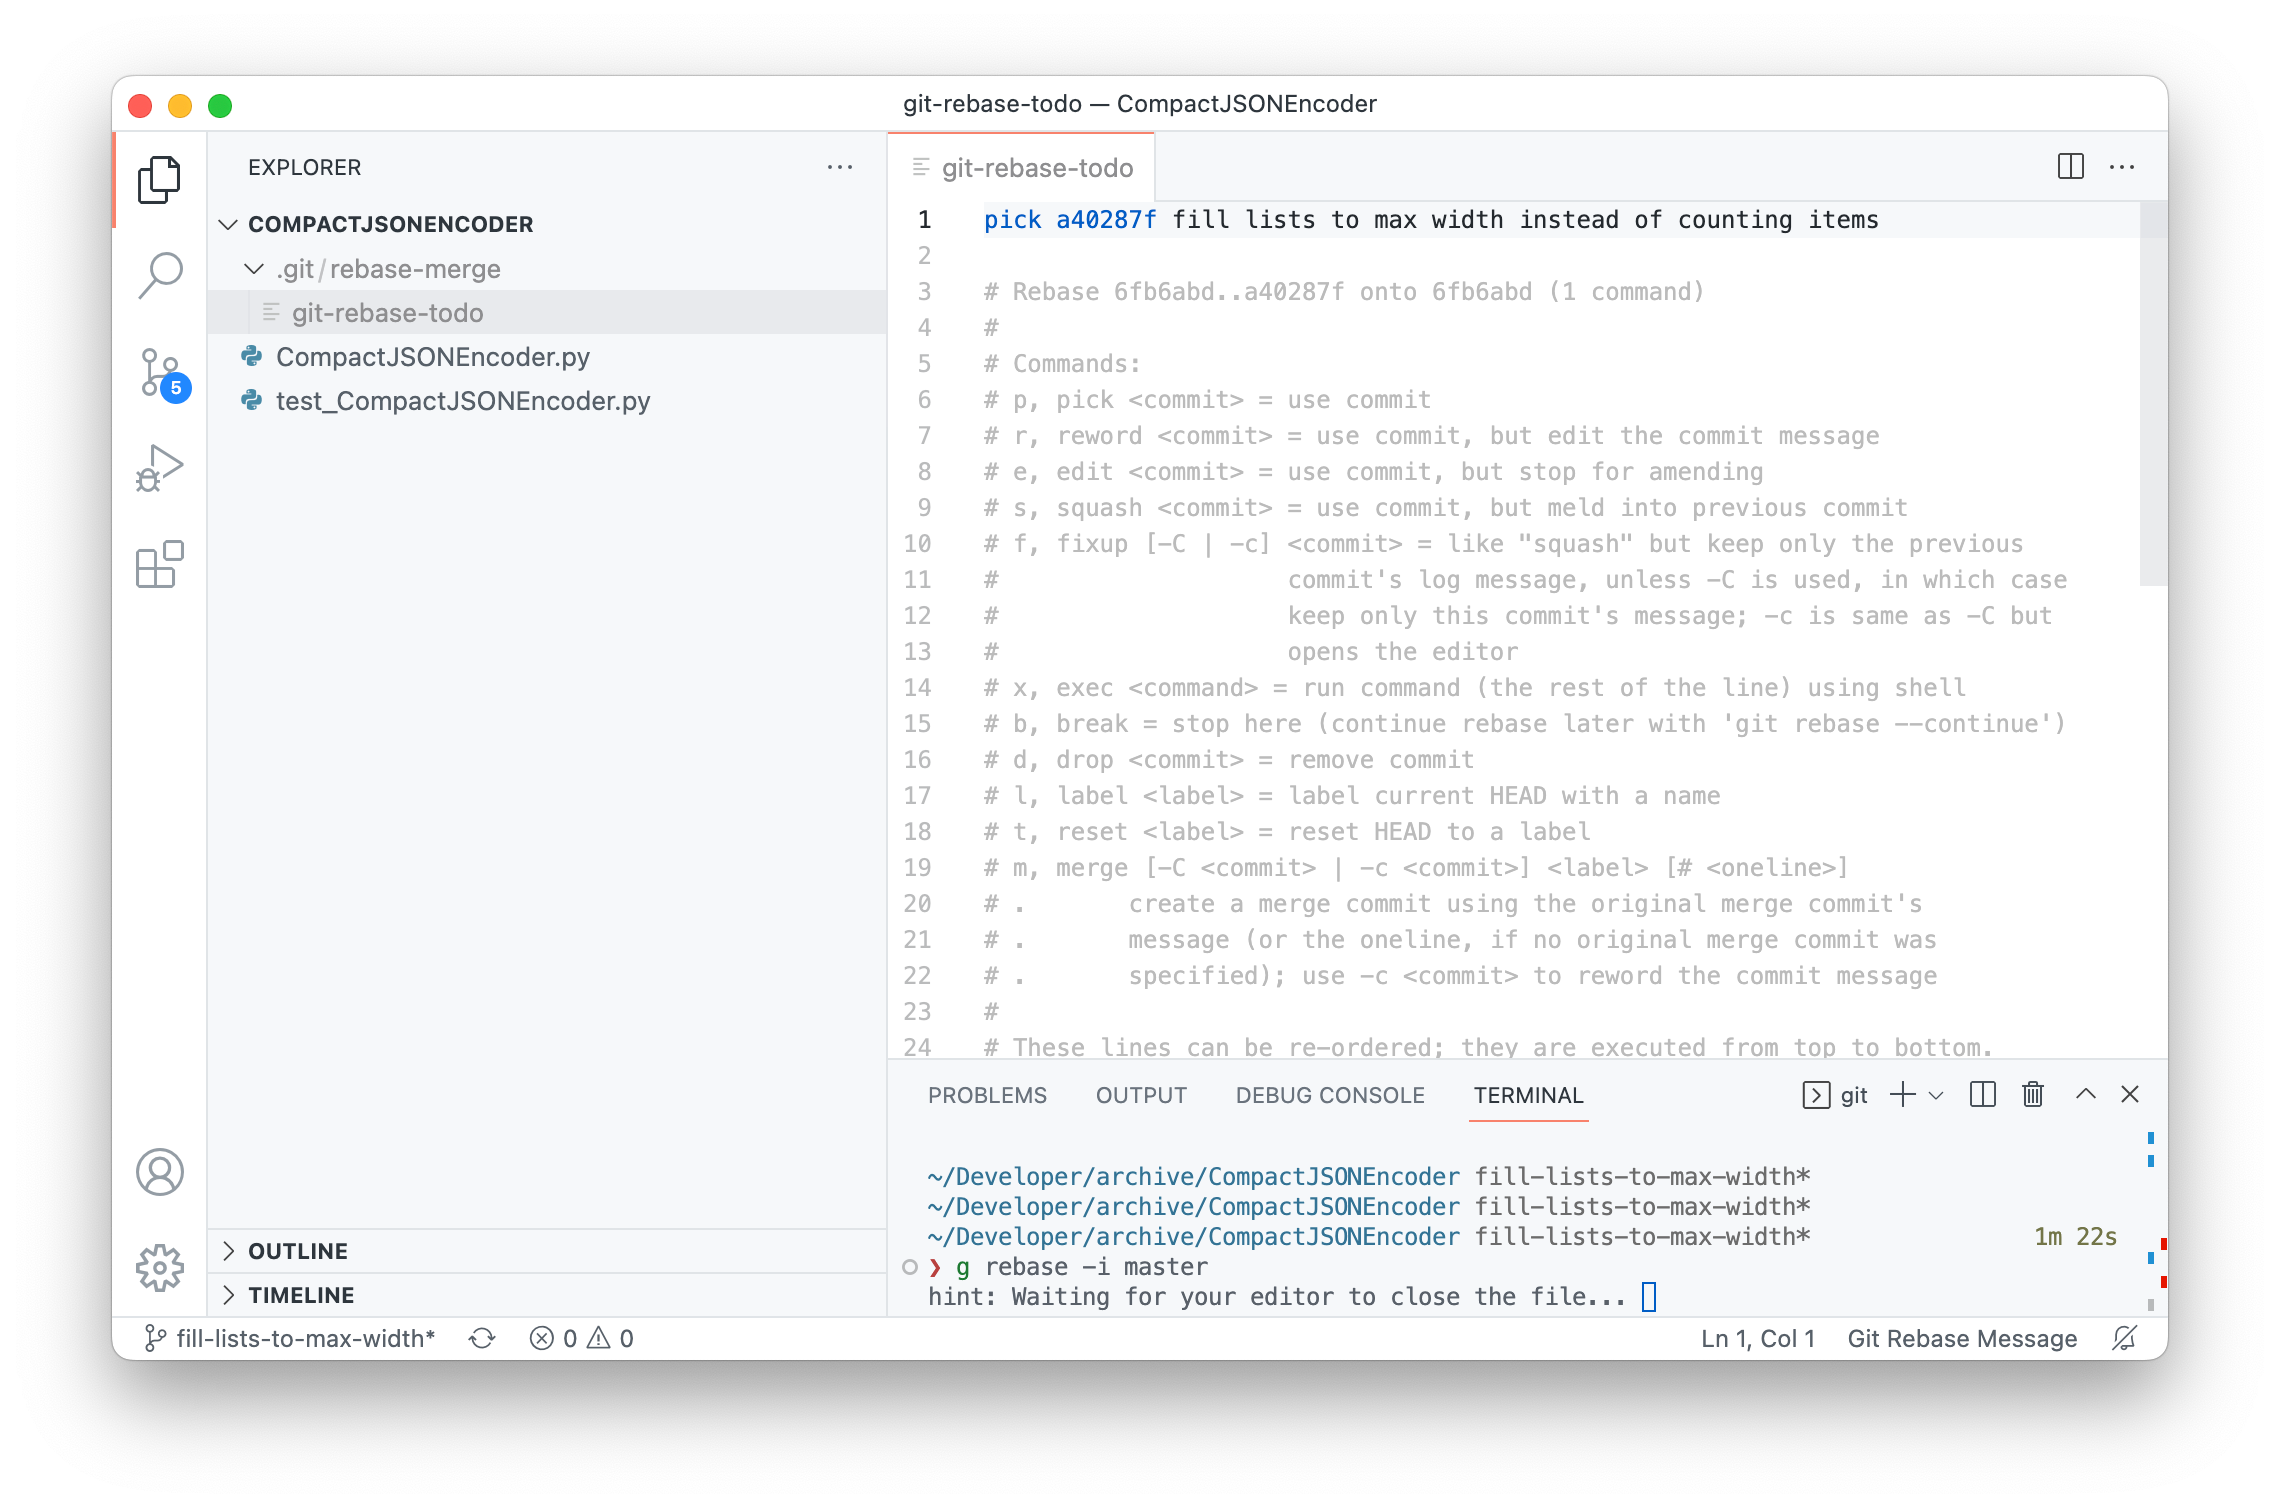 git-rebase-todo — CompactJSONEncoder
EXPLORER
COMPACTJSONENCODER
.git/rebase-merge
git-rebase-todo
CompactJSONEncoder.py
test_CompactJSONEncoder.py
5
OUTLINE
TIMELINE
git-rebase-todo
1 pick a40287f fill lists to max width instead of counting items
2
3 # Rebase 6fb6abd..a40287f onto 6fb6abd (1 command)
4 #
5 # Commands:
6 # p, pick <commit> = use commit
7 # r, reword <commit> = use commit, but edit the commit message
8 # e, edit <commit> = use commit, but stop for amending
9 # s, squash <commit> = use commit, but meld into previous commit
10 # f, fixup [-C | -c] <commit> = like "squash" but keep only the previous
11 #                    commit's log message, unless -C is used, in which case
12 #                    keep only this commit's message; -c is same as -C but
13 #                    opens the editor
14 # x, exec <command> = run command (the rest of the line) using shell
15 # b, break = stop here (continue rebase later with 'git rebase --continue')
16 # d, drop <commit> = remove commit
17 # l, label <label> = label current HEAD with a name
18 # t, reset <label> = reset HEAD to a label
19 # m, merge [-C <commit> | -c <commit>] <label> [# <oneline>]
20 # .       create a merge commit using the original merge commit's
21 # .       message (or the oneline, if no original merge commit was
22 # .       specified); use -c <commit> to reword the commit message
23 #
24 # These lines can be re-ordered; they are executed from top to bottom.
PROBLEMS OUTPUT DEBUG CONSOLE TERMINAL git
~/Developer/archive/CompactJSONEncoder fill-lists-to-max-width*
~/Developer/archive/CompactJSONEncoder fill-lists-to-max-width*
~/Developer/archive/CompactJSONEncoder fill-lists-to-max-width* 1m 22s
❯ g rebase -i master
hint: Waiting for your editor to close the file...
fill-lists-to-max-width* 0 0 Ln 1, Col 1 Git Rebase Message